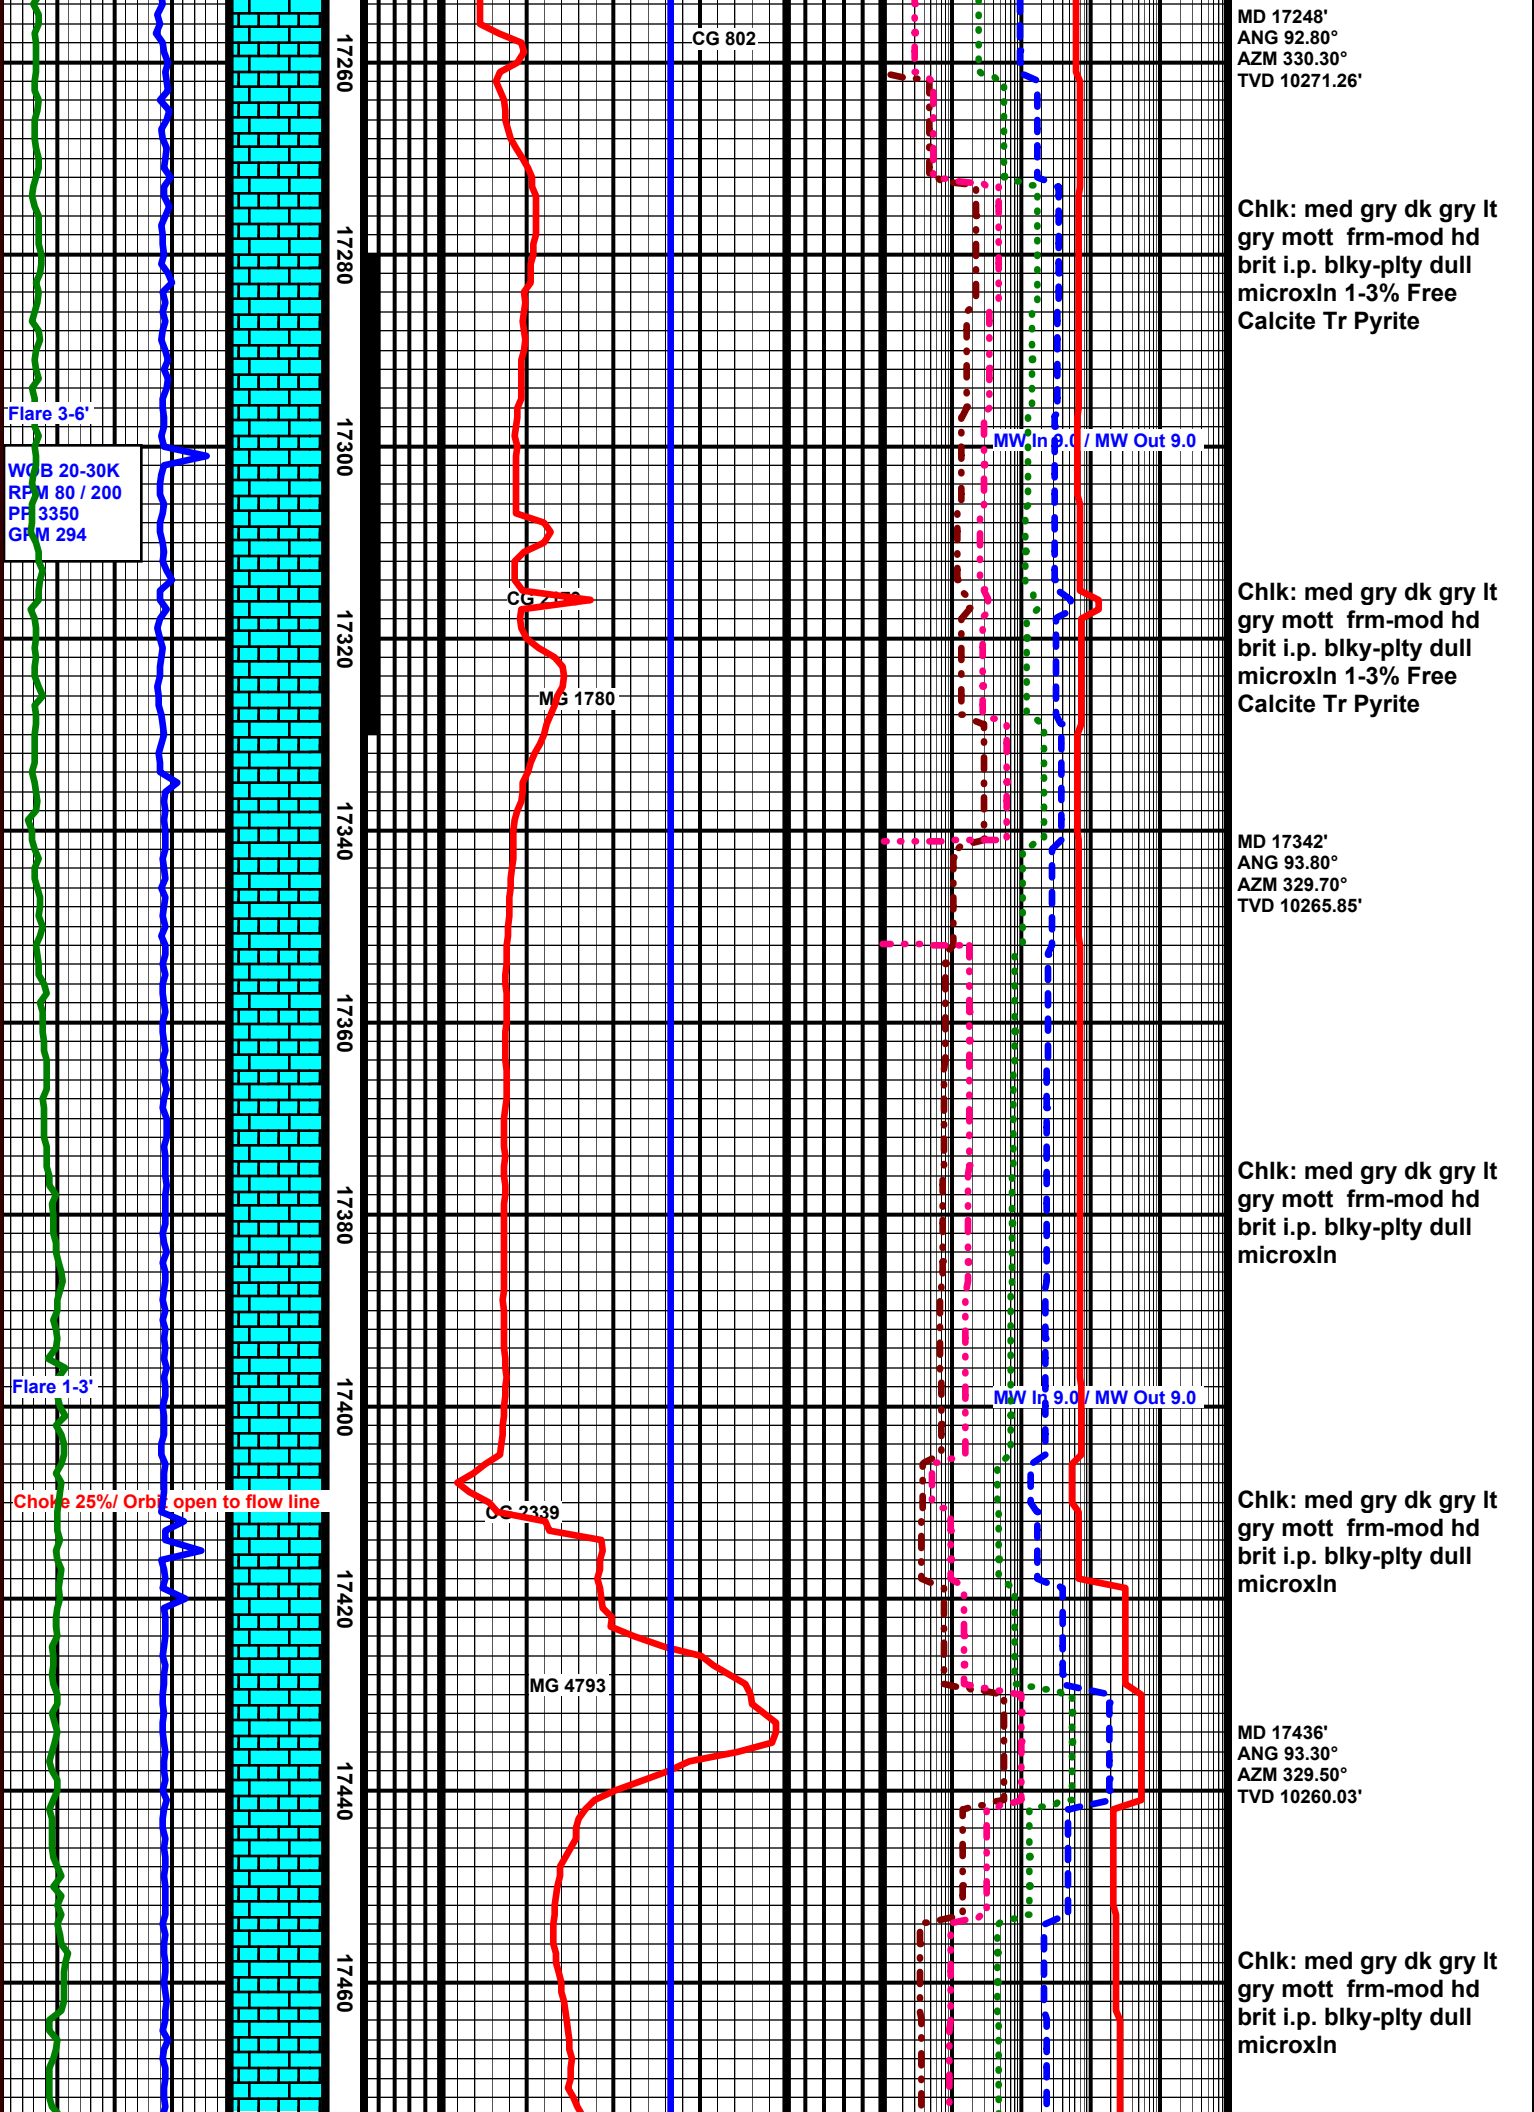 CG 802
MD 17248'
ANG 92.80°
AZM 330.30°
TVD 10271.26'
17260
Chlk: med gry dk gry lt
gry mott frm-mod hd
brit i.p. blky-plty dull
microxln 1-3% Free
Calcite Tr Pyrite
17280
Flare 3-6'
17300
MW In 9.0 / MW Out 9.0
WOB 20-30K
RPM 80 / 200
PP 3350
GPM 294
CG
Chlk: med gry dk gry lt
gry mott frm-mod hd
brit i.p. blky-plty dull
microxln 1-3% Free
Calcite Tr Pyrite
17320
MG 1780
17340
MD 17342'
ANG 93.80°
AZM 329.70°
TVD 10265.85'
17360
Chlk: med gry dk gry lt
gry mott frm-mod hd
brit i.p. blky-plty dull
microxln
17380
Flare 1-3'
17400
MW In 9.0 / MW Out 9.0
Choke 25%/ Orbit open to flow line
CG 2339
Chlk: med gry dk gry lt
gry mott frm-mod hd
brit i.p. blky-plty dull
microxln
17420
MG 4793
MD 17436'
ANG 93.30°
AZM 329.50°
TVD 10260.03'
17440
Chlk: med gry dk gry lt
gry mott frm-mod hd
brit i.p. blky-plty dull
microxln
17460